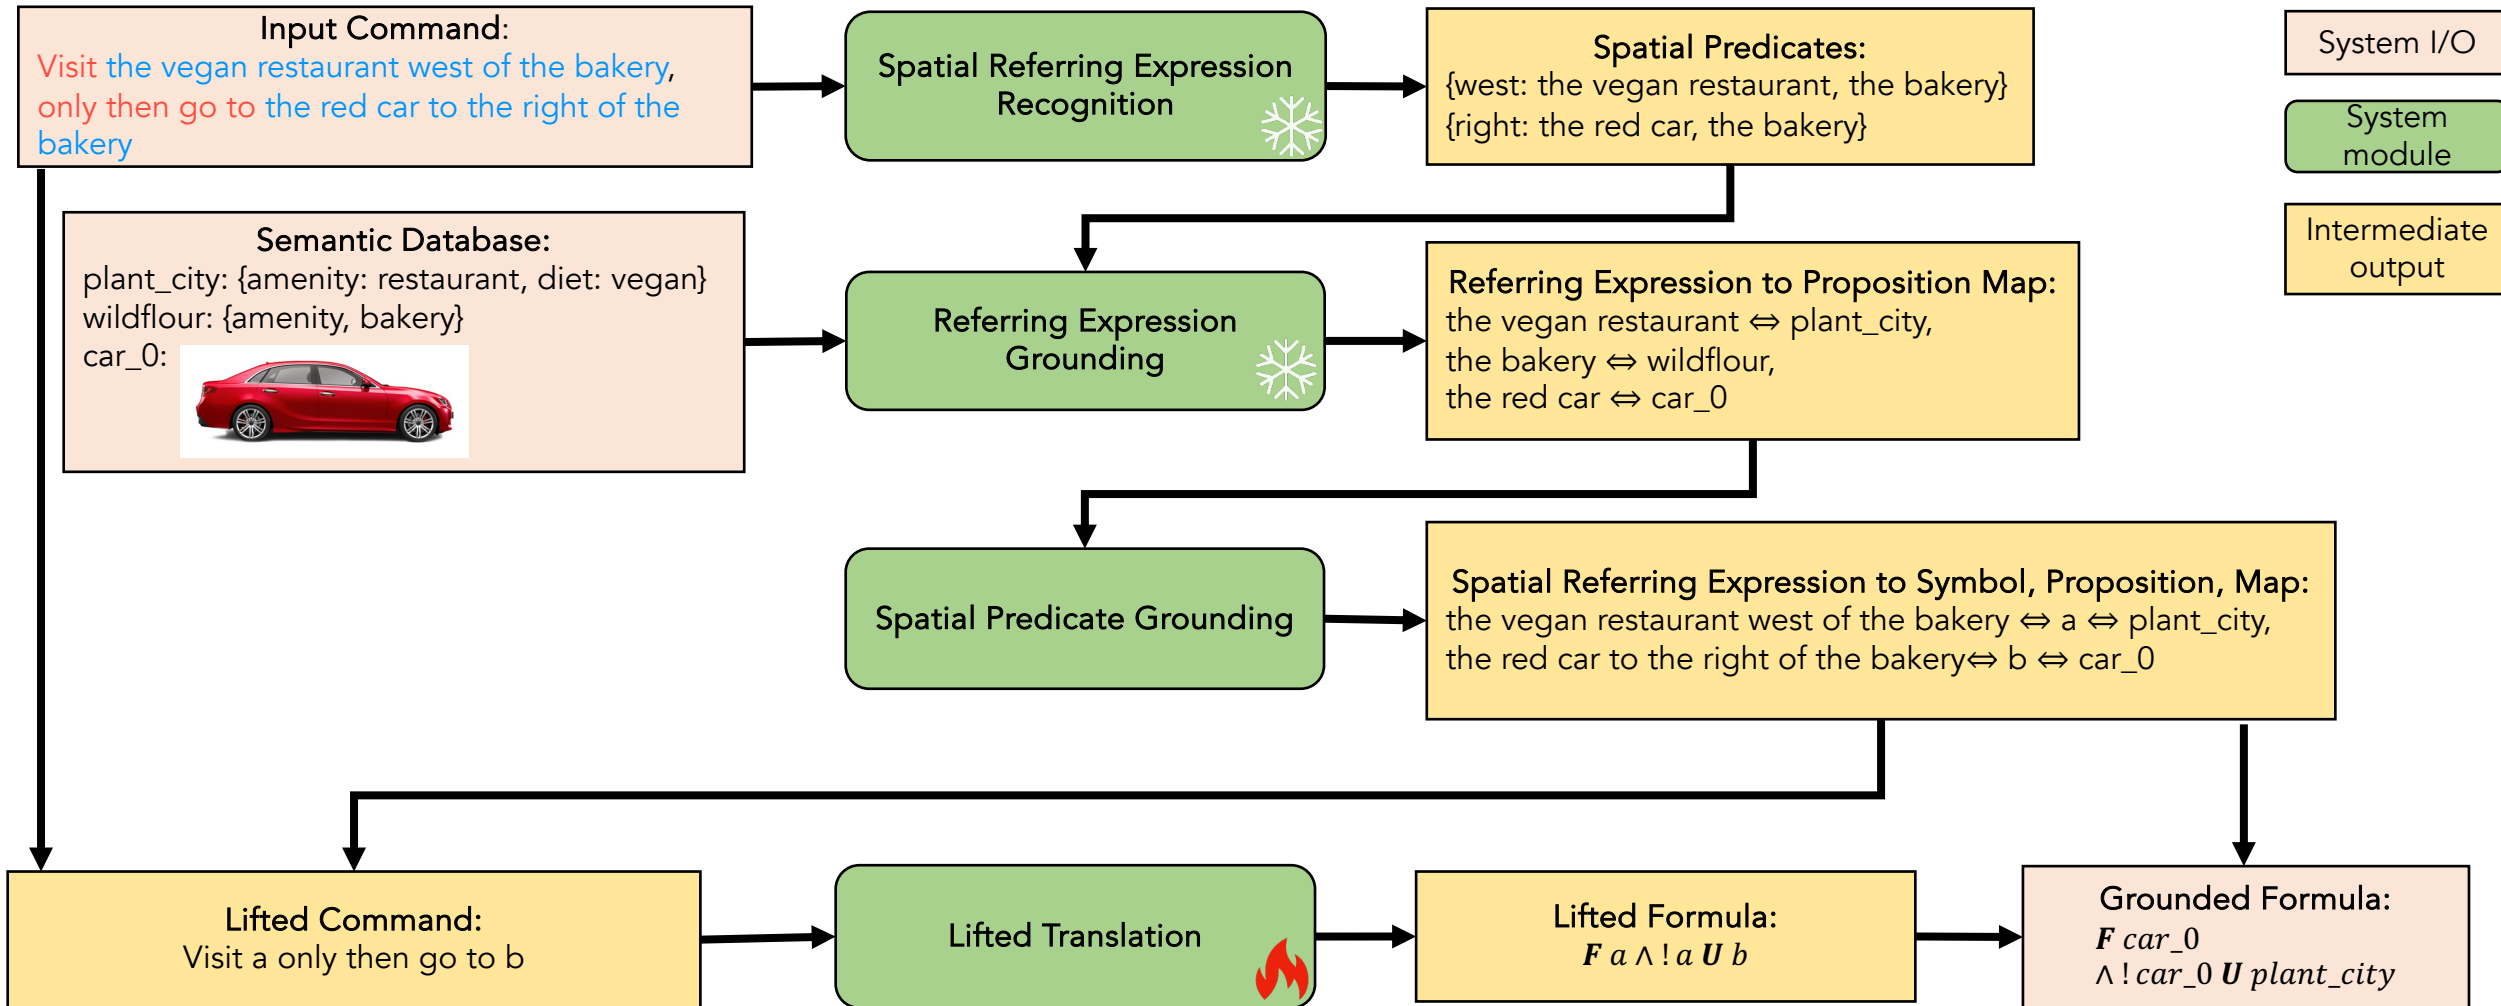 Input Command:
Visit the vegan restaurant west of the bakery,
only then go to the red car to the right of the
bakery
Spatial Referring Expression
Recognition
Spatial Predicates:
{west: the vegan restaurant, the bakery}
{right: the red car, the bakery}
System I/O
System
module
Intermediate
output
Semantic Database:
plant_city: {amenity: restaurant, diet: vegan}
wildflour: {amenity, bakery}
car_0:
Referring Expression
Grounding
Referring Expression to Proposition Map:
the vegan restaurant ⇔ plant_city,
the bakery ⇔ wildflour,
the red car ⇔ car_0
Spatial Predicate Grounding
Spatial Referring Expression to Symbol, Proposition, Map:
the vegan restaurant west of the bakery ⇔ a ⇔ plant_city,
the red car to the right of the bakery⇔ b ⇔ car_0
Lifted Command:
Visit a only then go to b
Lifted Translation
Lifted Formula:
F a ∧ ! a U b
Grounded Formula:
F car_0
∧ ! car_0 U plant_city